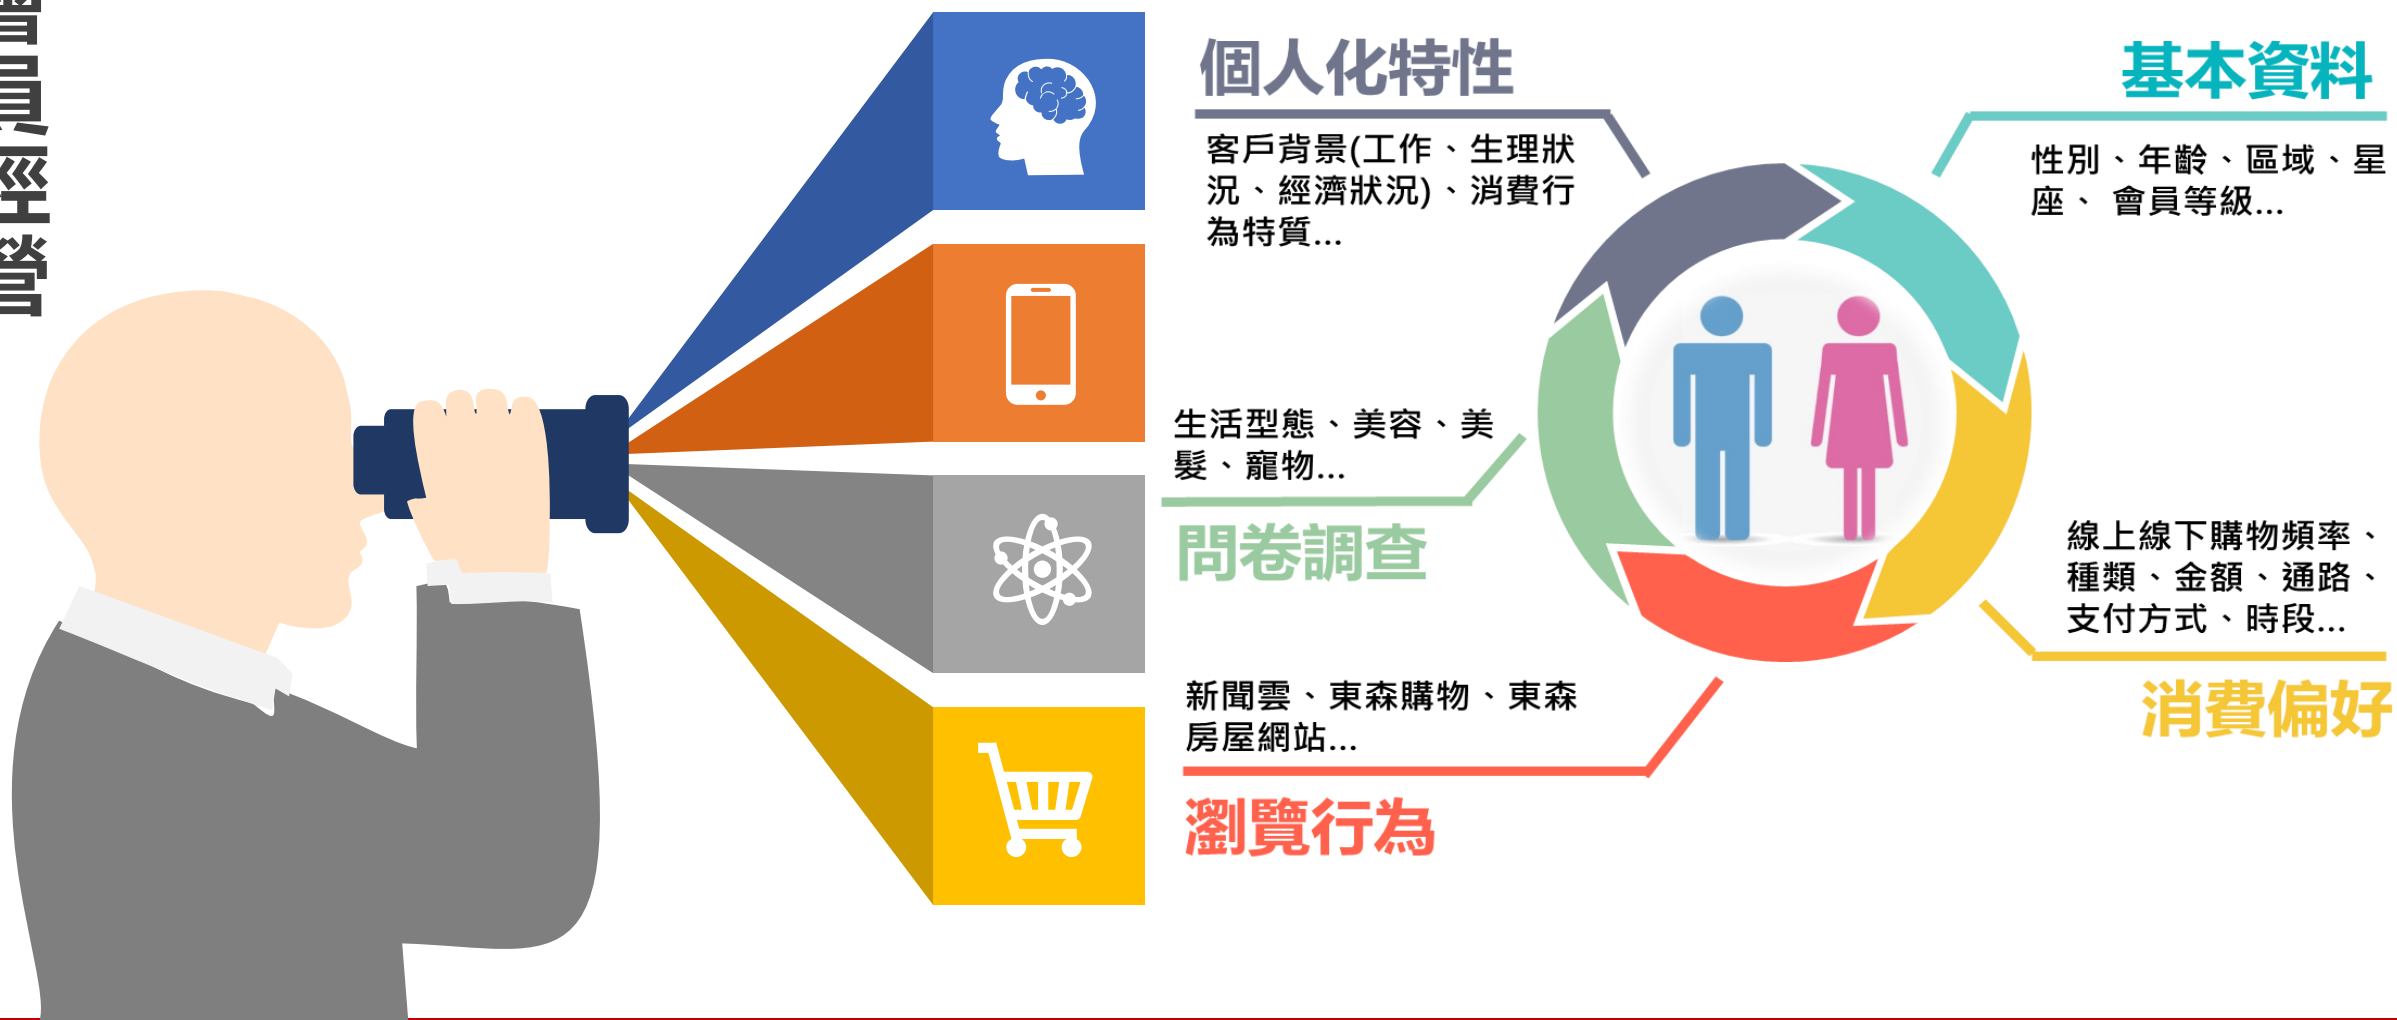 會員經營
個人化特性
客戶背景(工作、生理狀
況、經濟狀況)、消費行
為特質...
基本資料
性別、年齡、區域、星
座、 會員等級...
生活型態、美容、美
髮、寵物...
問卷調查
線上線下購物頻率、
種類、金額、通路、
支付方式、時段...
消費偏好
新聞雲、東森購物、東森
房屋網站...
瀏覽行為